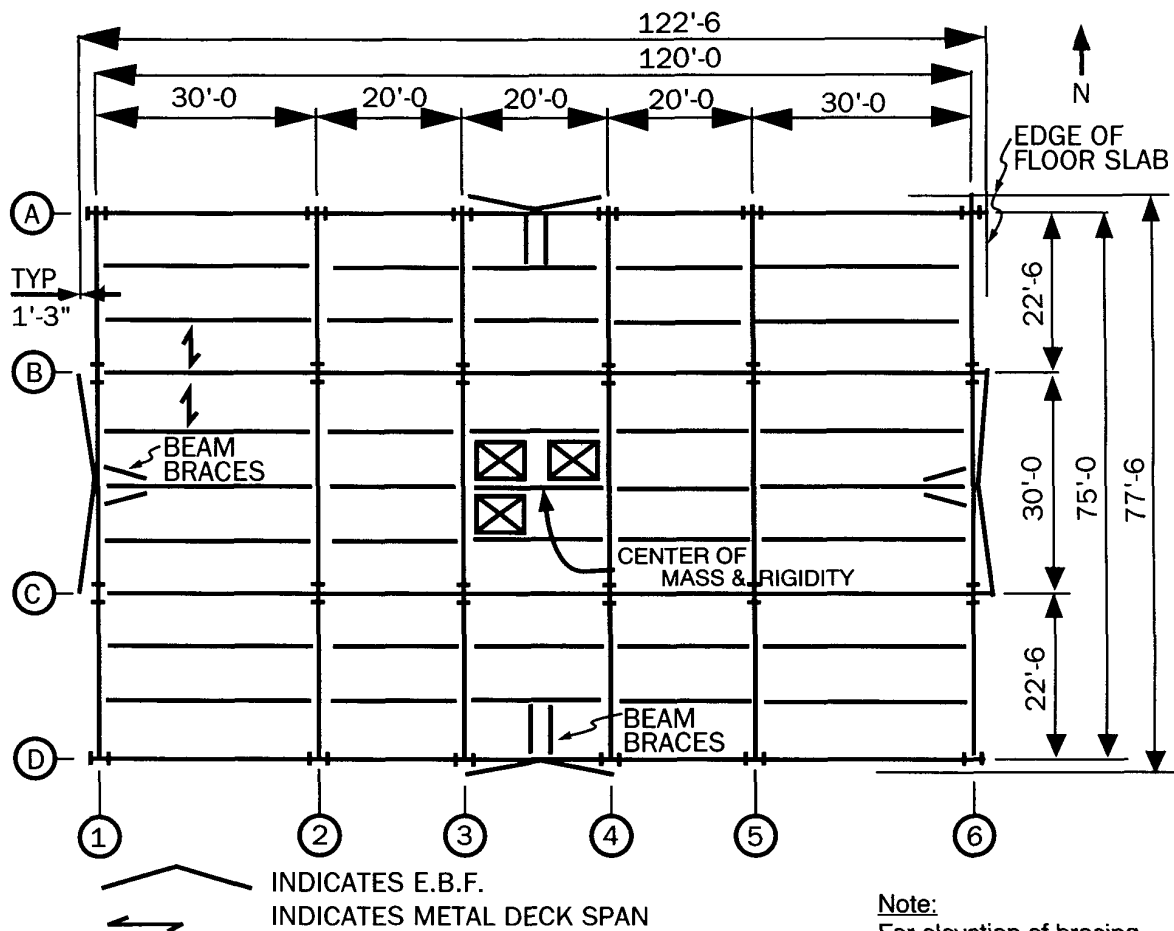 122'-6
120'-0
30'-0 20'-0 20'-0 20'-0 30'-0
N
EDGE OF
FLOOR SLAB
A
TYP
1'-3"
22'-6
B
BEAM
BRACES
30'-0
75'-0
77'-6
CENTER OF
MASS & RIGIDITY
C
22'-6
BEAM
BRACES
D
1 2 3 4 5 6
INDICATES E.B.F.
INDICATES METAL DECK SPAN
Note:
For elevation of bracing